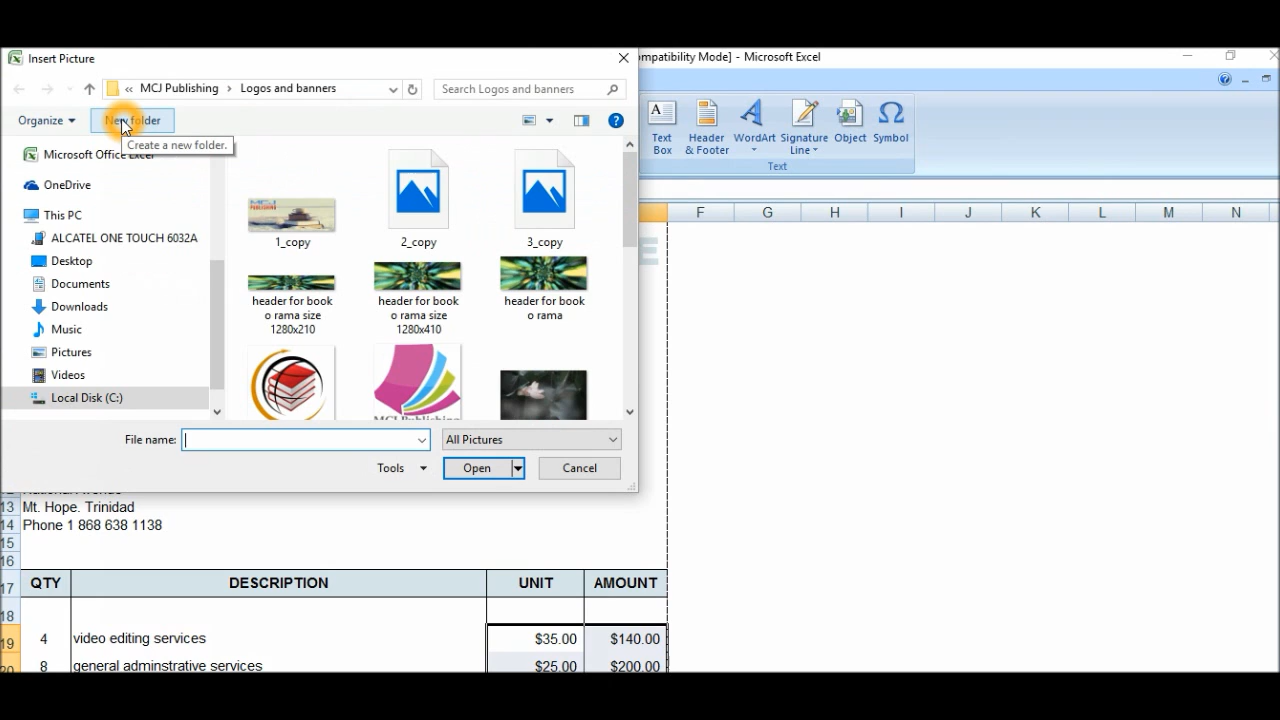 Insert Picture
ompatibility Mode] - Microsoft Excel
« MCJ Publishing › Logos and banners
Search Logos and banners
Organize
New folder
Create a new folder.
Microsoft Office Excel
OneDrive
This PC
ALCATEL ONE TOUCH 6032A
Desktop
Documents
Downloads
Music
Pictures
Videos
Local Disk (C:)
1_copy
2_copy
3_copy
header for book
o rama size
1280x210
header for book
o rama size
1280x410
header for book
o rama
MCJ Publishing
File name:
All Pictures
Tools
Open
Cancel
A
Text
Box
Header
& Footer
WordArt
Signature
Line
Object
Ω
Symbol
Text
F G H I J K L M N
E
13 Mt. Hope. Trinidad
14 Phone 1 868 638 1138
15
16
17 QTY DESCRIPTION UNIT AMOUNT
18
19 4 video editing services $35.00 $140.00
20 8 general adminstrative services $25.00 $200.00